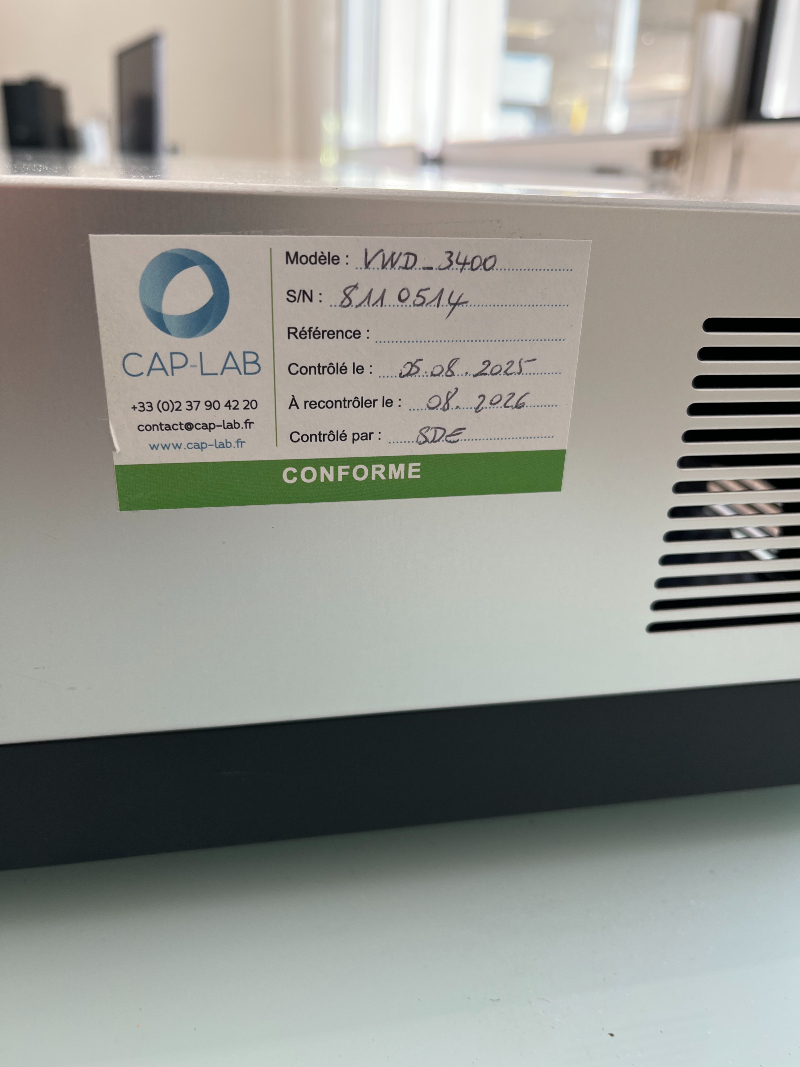 CAP-LAB
+33 (0)2 37 90 42 20
contact@cap-lab.fr
www.cap-lab.fr
Modèle : VWD_3400
S/N : 8110514
Référence :
Contrôlé le : 05.08.2025
À recontrôler le : 08.2026
Contrôlé par : SDE
CONFORME